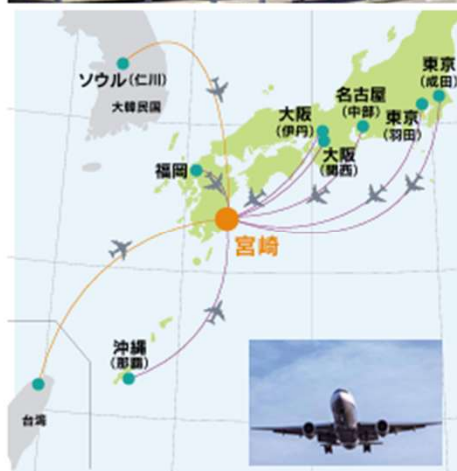 ソウル(仁川)
大韓民国
東京
(成田)
名古屋
(中部)
東京
(羽田)
大阪
(伊丹)
大阪
(関西)
福岡
宮崎
沖縄
(那覇)
台湾